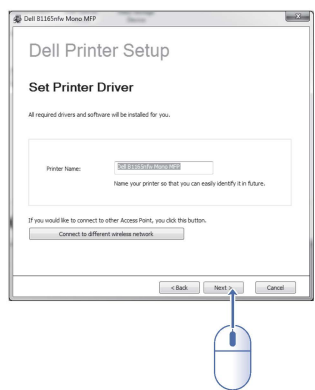 Dell B1165nfw Mono MFP
Dell Printer Setup
Set Printer Driver
All required drivers and software will be installed for you.
Printer Name:
Dell B1165nfw Mono MFP
Name your printer so that you can easily identify it in future.
If you would like to connect to other Access Point, you click this button.
Connect to different wireless network
< Back
Next >
Cancel